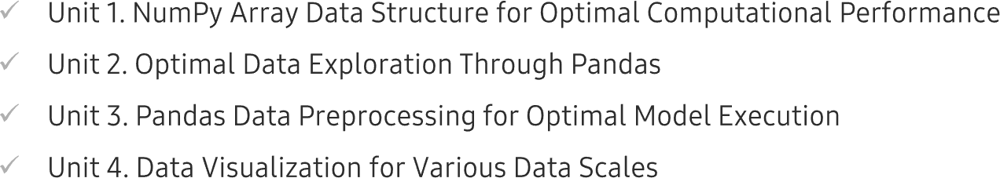 ✓ Unit 1. NumPy Array Data Structure for Optimal Computational Performance
✓ Unit 2. Optimal Data Exploration Through Pandas
✓ Unit 3. Pandas Data Preprocessing for Optimal Model Execution
✓ Unit 4. Data Visualization for Various Data Scales